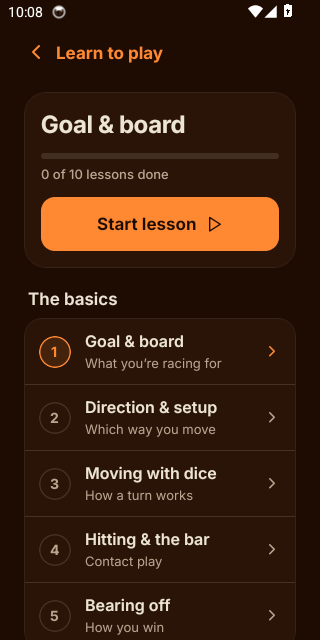 10:08
Learn to play
Goal & board
0 of 10 lessons done
Start lesson
The basics
1
Goal & board
What you're racing for
2
Direction & setup
Which way you move
3
Moving with dice
How a turn works
4
Hitting & the bar
Contact play
5
Bearing off
How you win